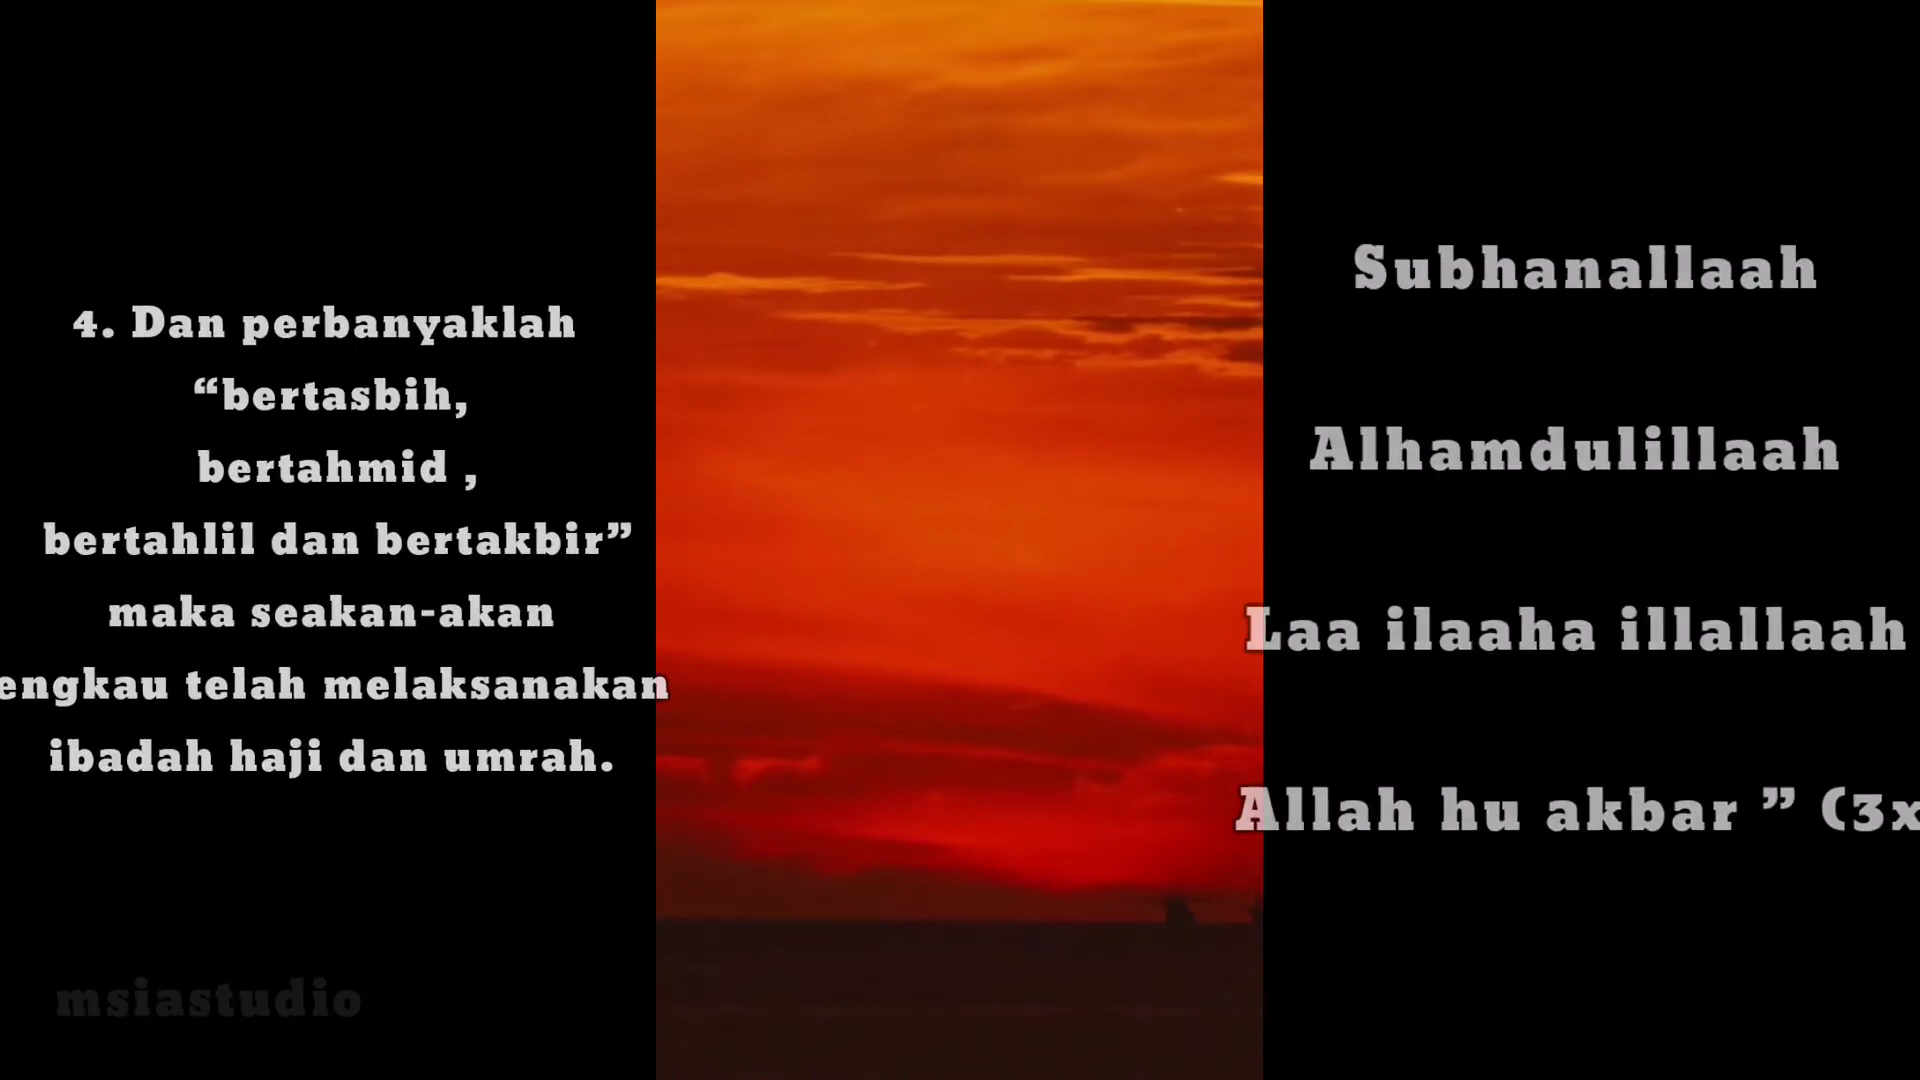 4. Dan perbanyaklah
“bertasbih,
bertahmid ,
bertahlil dan bertakbir”
maka seakan-akan
engkau telah melaksanakan
ibadah haji dan umrah.
Subhanallaah
Alhamdulillaah
Laa ilaaha illallaah
Allah hu akbar ” (3x
msiastudio